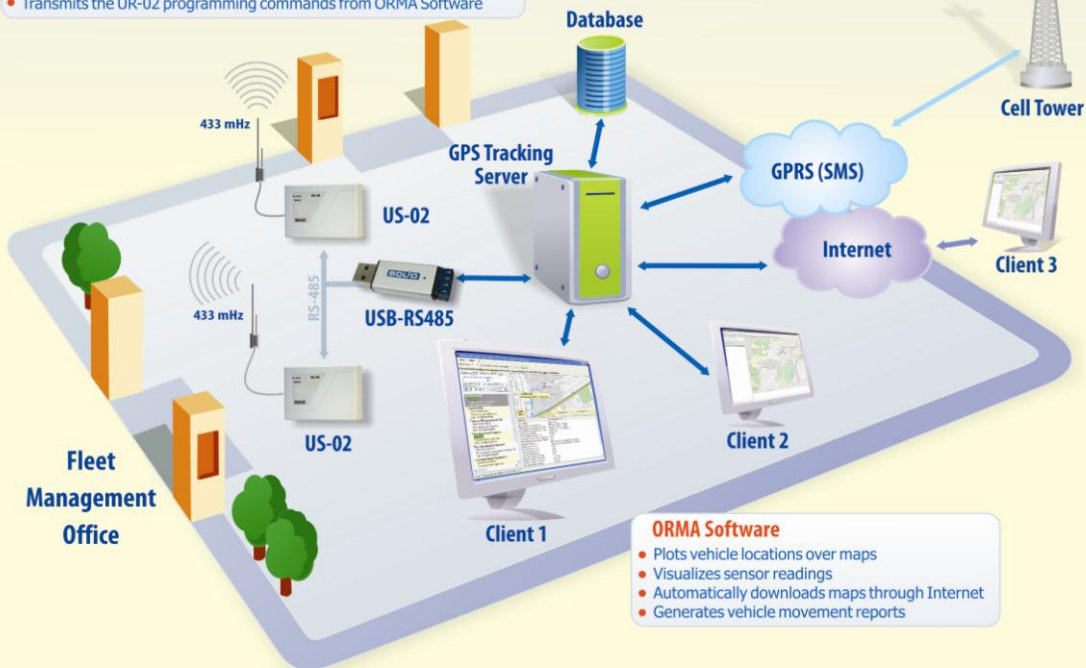 Transmits the UR-02 programming commands from ORMA Software
Database
Cell Tower
433 mHz
GPS Tracking
Server
GPRS (SMS)
US-02
Internet
Client 3
BOLID
USB-RS485
RS-485
433 mHz
US-02
Client 2
Client 1
Fleet
Management
Office
ORMA Software
Plots vehicle locations over maps
Visualizes sensor readings
Automatically downloads maps through Internet
Generates vehicle movement reports